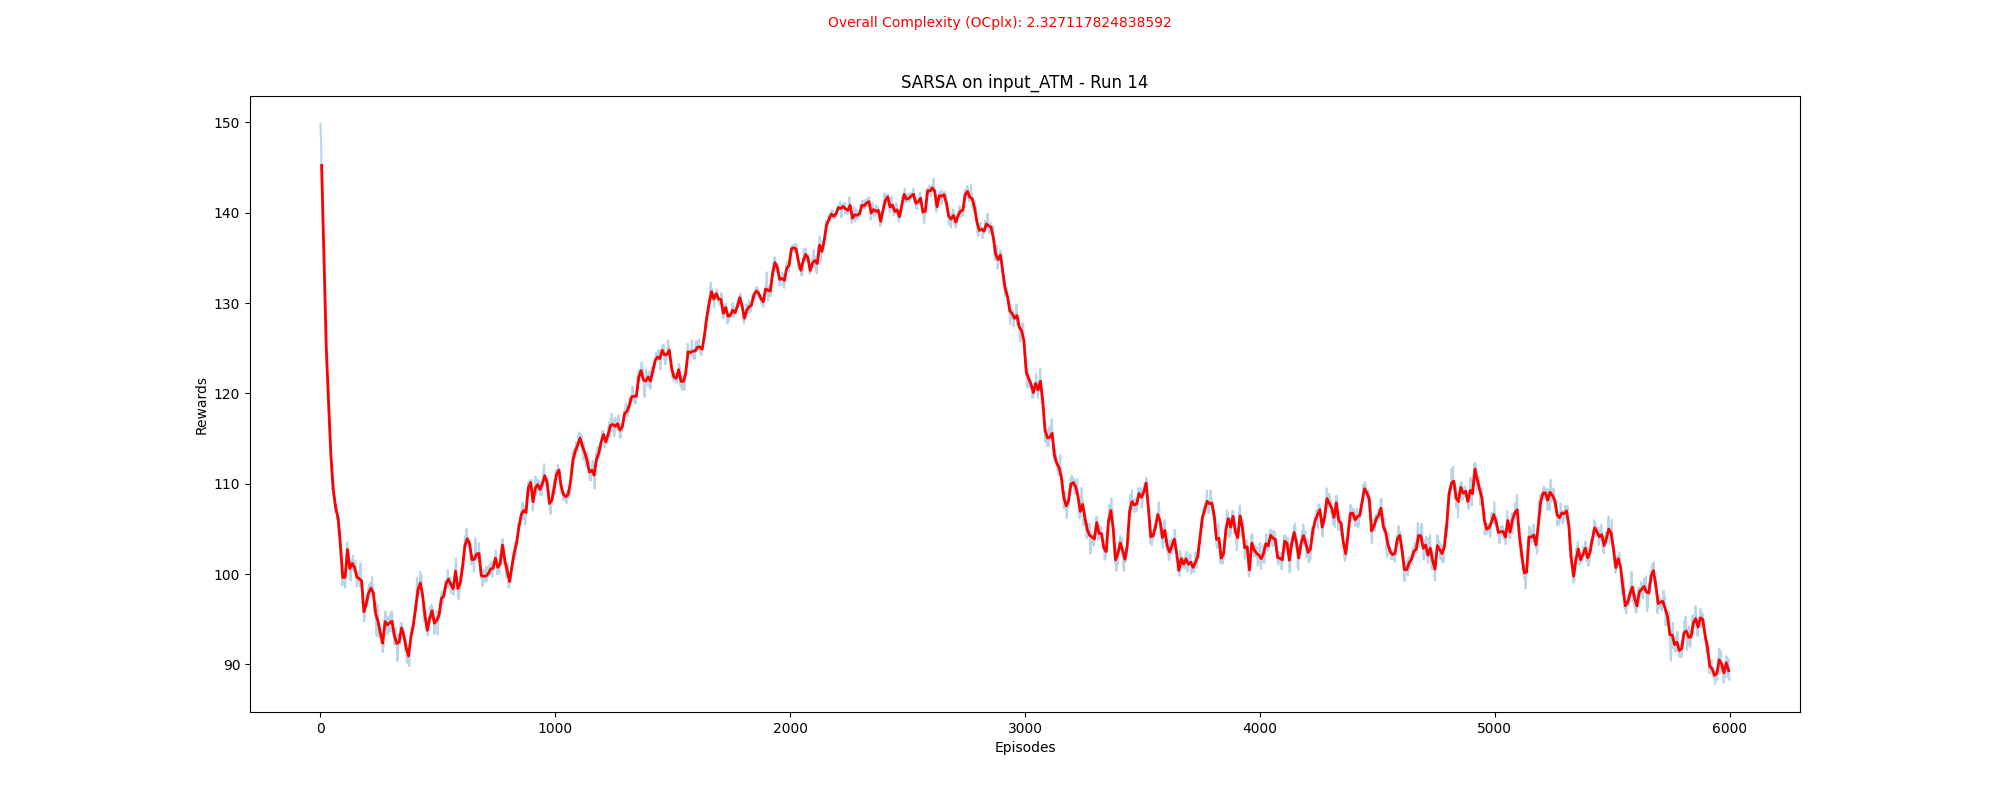 Overall Complexity (OCplx): 2.327117824838592
SARSA on input_ATM - Run 14
150
140
130
120
110
100
90
Rewards
0 1000 2000 3000 4000 5000 6000
Episodes